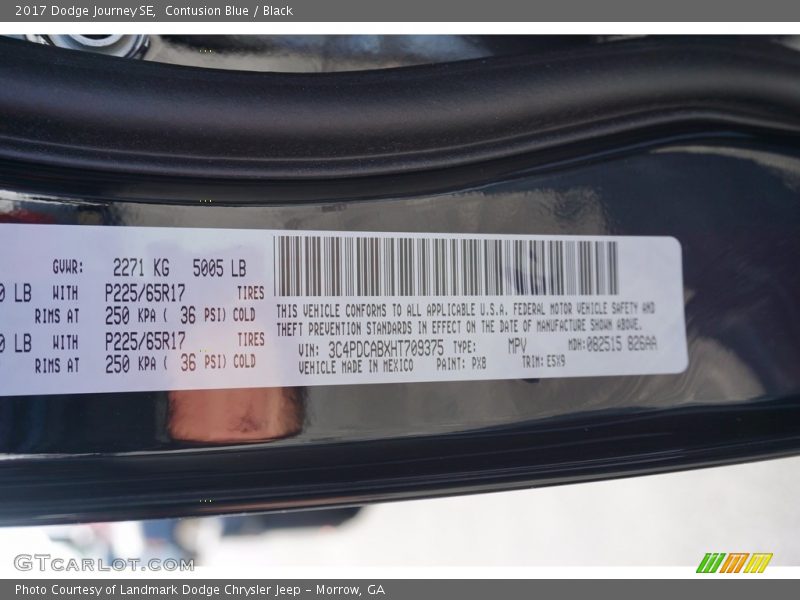 2017 Dodge Journey SE, Contusion Blue / Black
GVWR: 2271 KG 5005 LB
0 LB WITH P225/65R17 TIRES
RIMS AT 250 KPA ( 36 PSI) COLD
0 LB WITH P225/65R17 TIRES
RIMS AT 250 KPA ( 36 PSI) COLD
THIS VEHICLE CONFORMS TO ALL APPLICABLE U.S.A. FEDERAL MOTOR VEHICLE SAFETY AND
THEFT PREVENTION STANDARDS IN EFFECT ON THE DATE OF MANUFACTURE SHOWN ABOVE.
VIN: 3C4PDCABXHT709375 TYPE: MPV MDH: 082515 826AA
VEHICLE MADE IN MEXICO PAINT: PX8 TRIM: E5X9
GTCARLOT.COM
Photo Courtesy of Landmark Dodge Chrysler Jeep – Morrow, GA